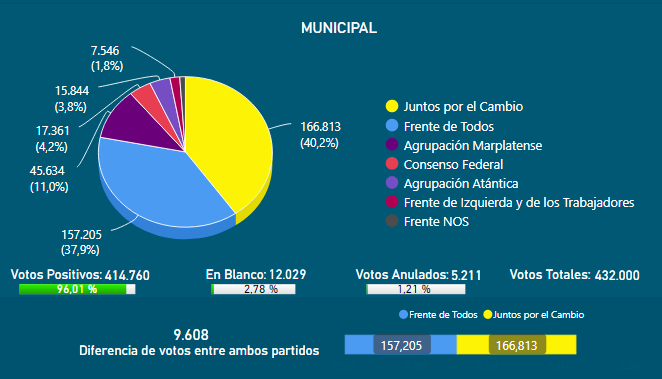 MUNICIPAL
7.546
(1,8%)
15.844
(3,8%)
17.361
(4,2%)
45.634
(11,0%)
157.205
(37,9%)
166.813
(40,2%)
Juntos por el Cambio
Frente de Todos
Agrupación Marplatense
Consenso Federal
Agrupación Atántica
Frente de Izquierda y de los Trabajadores
Frente NOS
Votos Positivos: 414.760
96,01 %
En Blanco: 12.029
2,78 %
Votos Anulados: 5.211
1,21 %
Votos Totales: 432.000
9.608
Diferencia de votos entre ambos partidos
Frente de Todos Juntos por el Cambio
157,205 166,813